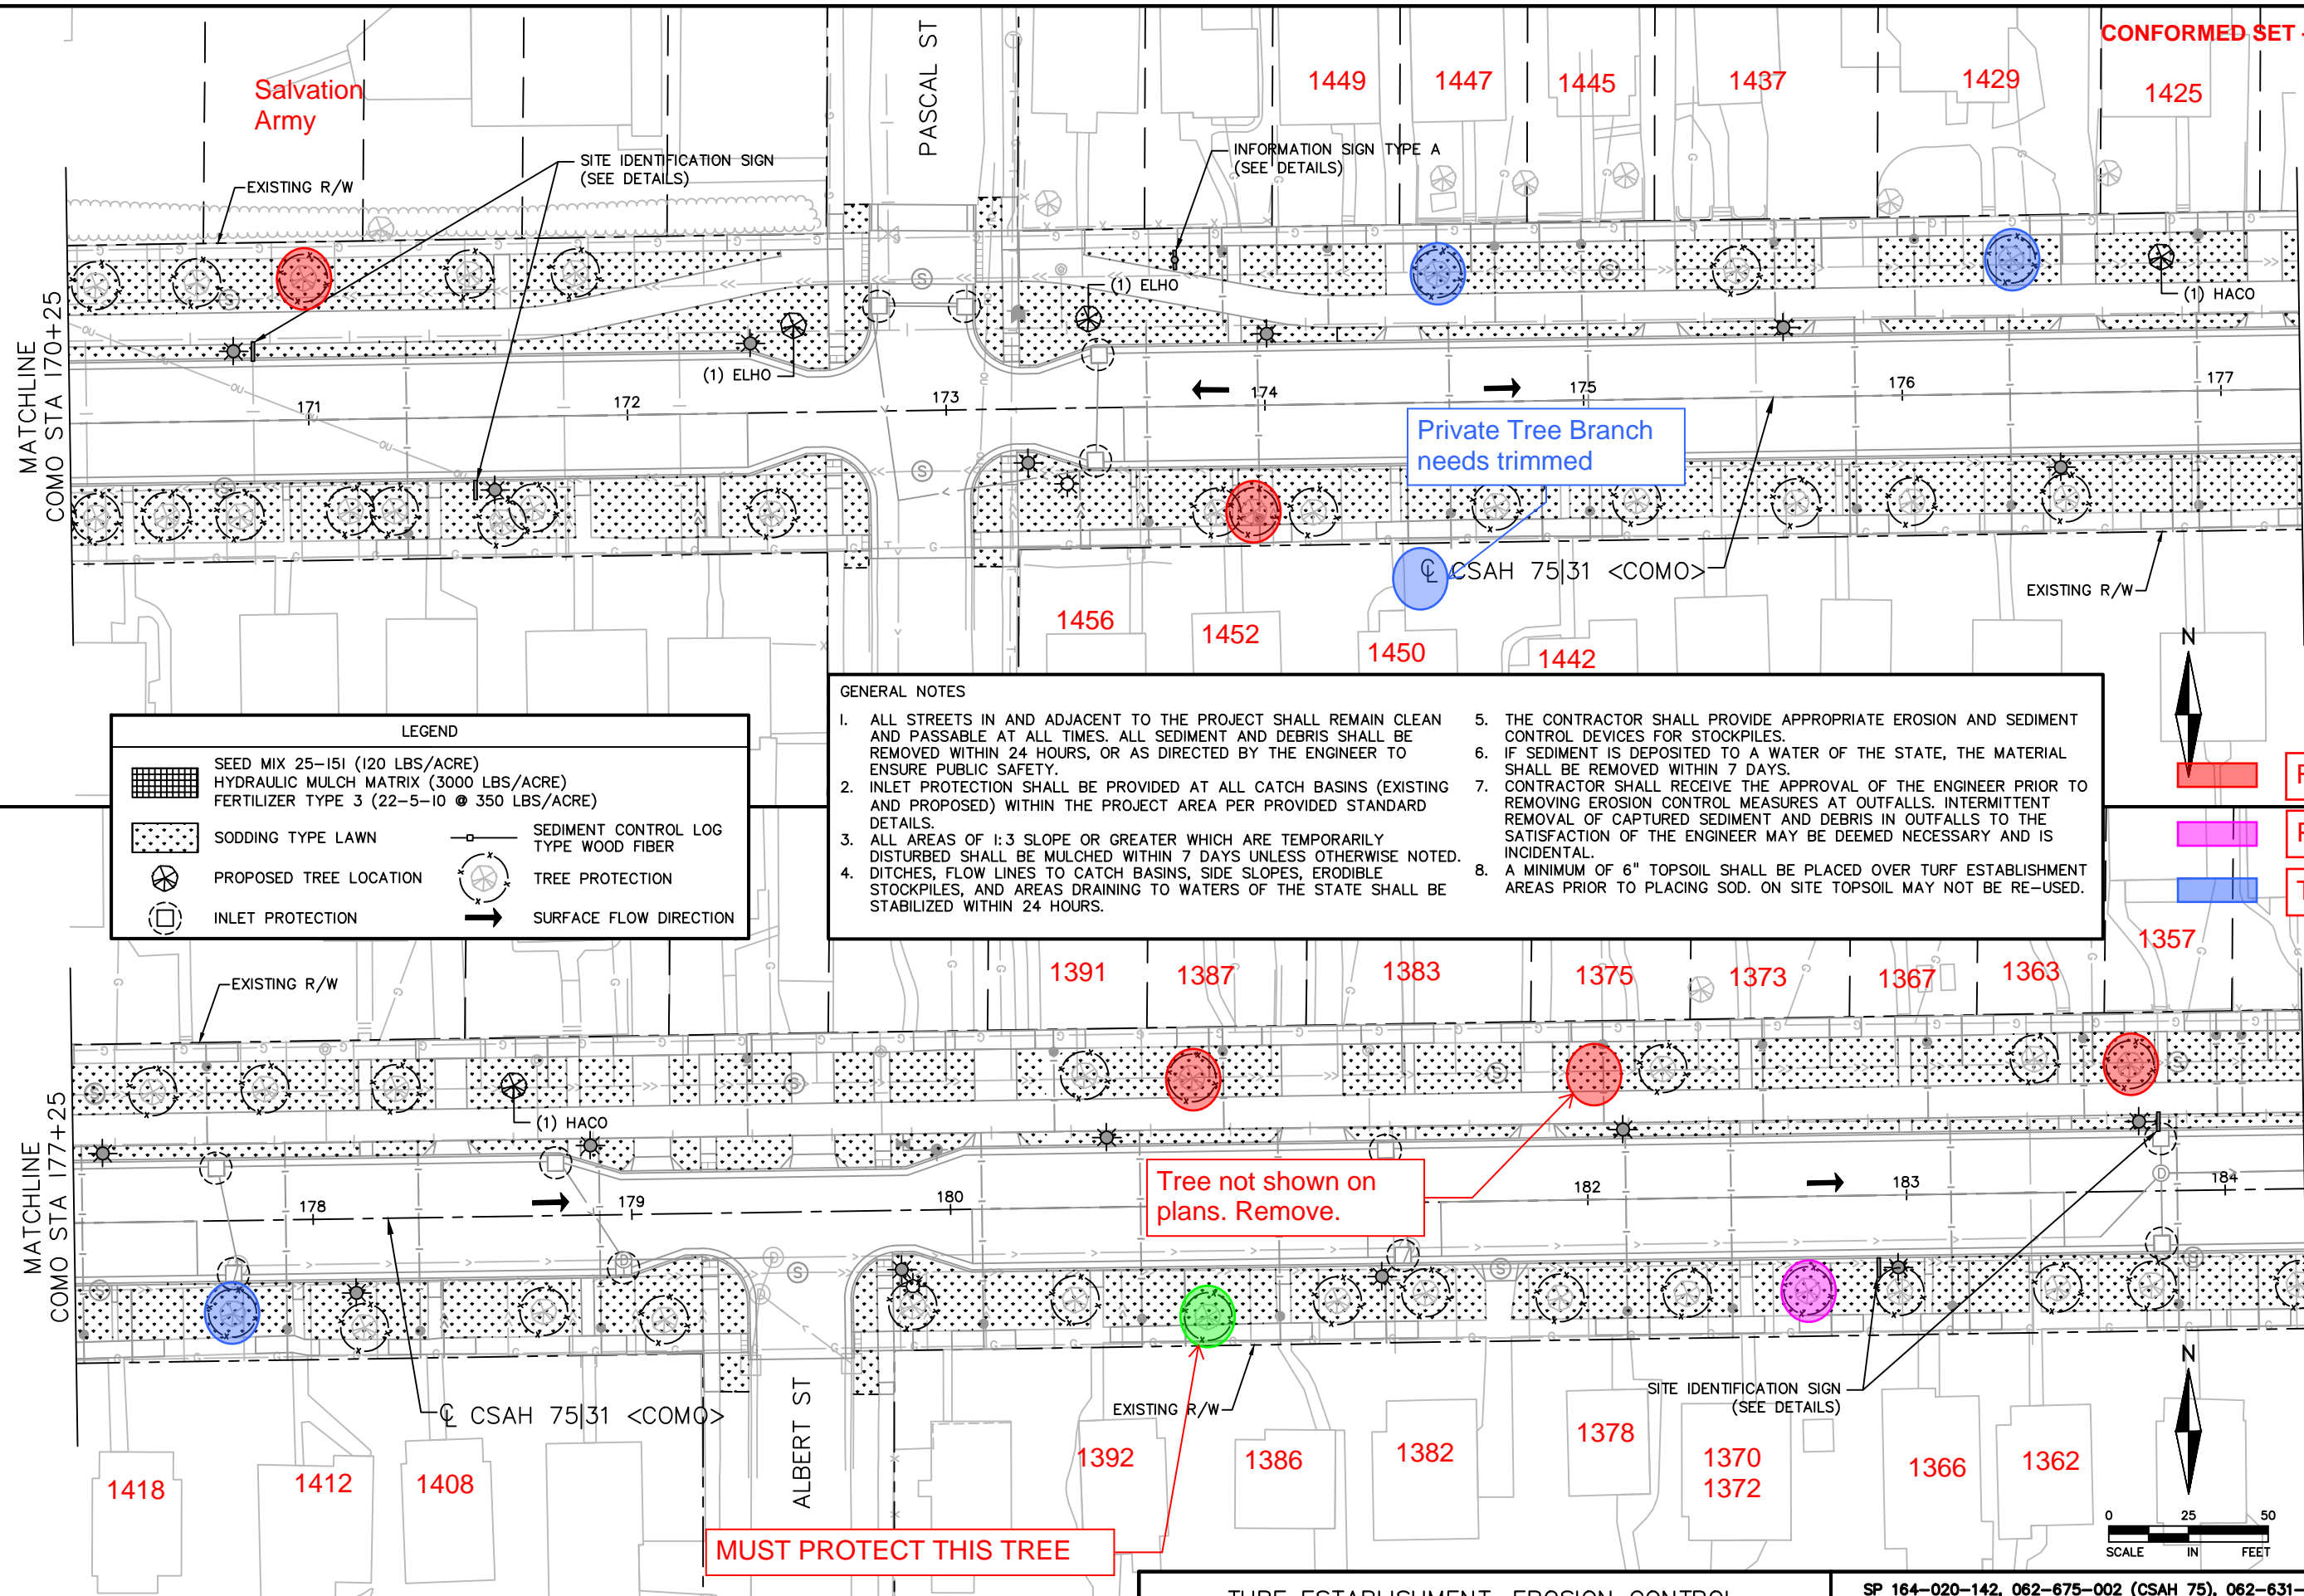 CONFORMED SET -
Salvation
Army
PASCAL ST
1449
1447
1445
1437
1429
1425
SITE IDENTIFICATION SIGN
(SEE DETAILS)
INFORMATION SIGN TYPE A
(SEE DETAILS)
EXISTING R/W
(1) ELHO
(1) HACO
(1) ELHO
MATCHLINE
COMO STA 170+25
171
172
173
174
175
176
177
Private Tree Branch
needs trimmed
℄ CSAH 75|31 <COMO>
EXISTING R/W
1456
1452
1450
1442
N
LEGEND
SEED MIX 25-151 (120 LBS/ACRE)
HYDRAULIC MULCH MATRIX (3000 LBS/ACRE)
FERTILIZER TYPE 3 (22-5-10 @ 350 LBS/ACRE)
SODDING TYPE LAWN
SEDIMENT CONTROL LOG
TYPE WOOD FIBER
PROPOSED TREE LOCATION
TREE PROTECTION
INLET PROTECTION
SURFACE FLOW DIRECTION
GENERAL NOTES
1. ALL STREETS IN AND ADJACENT TO THE PROJECT SHALL REMAIN CLEAN
AND PASSABLE AT ALL TIMES. ALL SEDIMENT AND DEBRIS SHALL BE
REMOVED WITHIN 24 HOURS, OR AS DIRECTED BY THE ENGINEER TO
ENSURE PUBLIC SAFETY.
2. INLET PROTECTION SHALL BE PROVIDED AT ALL CATCH BASINS (EXISTING
AND PROPOSED) WITHIN THE PROJECT AREA PER PROVIDED STANDARD
DETAILS.
3. ALL AREAS OF 1:3 SLOPE OR GREATER WHICH ARE TEMPORARILY
DISTURBED SHALL BE MULCHED WITHIN 7 DAYS UNLESS OTHERWISE NOTED.
4. DITCHES, FLOW LINES TO CATCH BASINS, SIDE SLOPES, ERODIBLE
STOCKPILES, AND AREAS DRAINING TO WATERS OF THE STATE SHALL BE
STABILIZED WITHIN 24 HOURS.
5. THE CONTRACTOR SHALL PROVIDE APPROPRIATE EROSION AND SEDIMENT
CONTROL DEVICES FOR STOCKPILES.
6. IF SEDIMENT IS DEPOSITED TO A WATER OF THE STATE, THE MATERIAL
SHALL BE REMOVED WITHIN 7 DAYS.
7. CONTRACTOR SHALL RECEIVE THE APPROVAL OF THE ENGINEER PRIOR TO
REMOVING EROSION CONTROL MEASURES AT OUTFALLS. INTERMITTENT
REMOVAL OF CAPTURED SEDIMENT AND DEBRIS IN OUTFALLS TO THE
SATISFACTION OF THE ENGINEER MAY BE DEEMED NECESSARY AND IS
INCIDENTAL.
8. A MINIMUM OF 6" TOPSOIL SHALL BE PLACED OVER TURF ESTABLISHMENT
AREAS PRIOR TO PLACING SOD. ON SITE TOPSOIL MAY NOT BE RE-USED.
1391
1387
1383
1375
1373
1367
1363
1357
EXISTING R/W
(1) HACO
MATCHLINE
COMO STA 177+25
178
179
180
182
183
184
Tree not shown on
plans. Remove.
℄ CSAH 75|31 <COMO>
ALBERT ST
EXISTING R/W
SITE IDENTIFICATION SIGN
(SEE DETAILS)
N
1418
1412
1408
1392
1386
1382
1378
1370
1372
1366
1362
MUST PROTECT THIS TREE
0 25 50
SCALE IN FEET
TURF ESTABLISHMENT, EROSION CONTROL
SP 164-020-142, 062-675-002 (CSAH 75), 062-631-